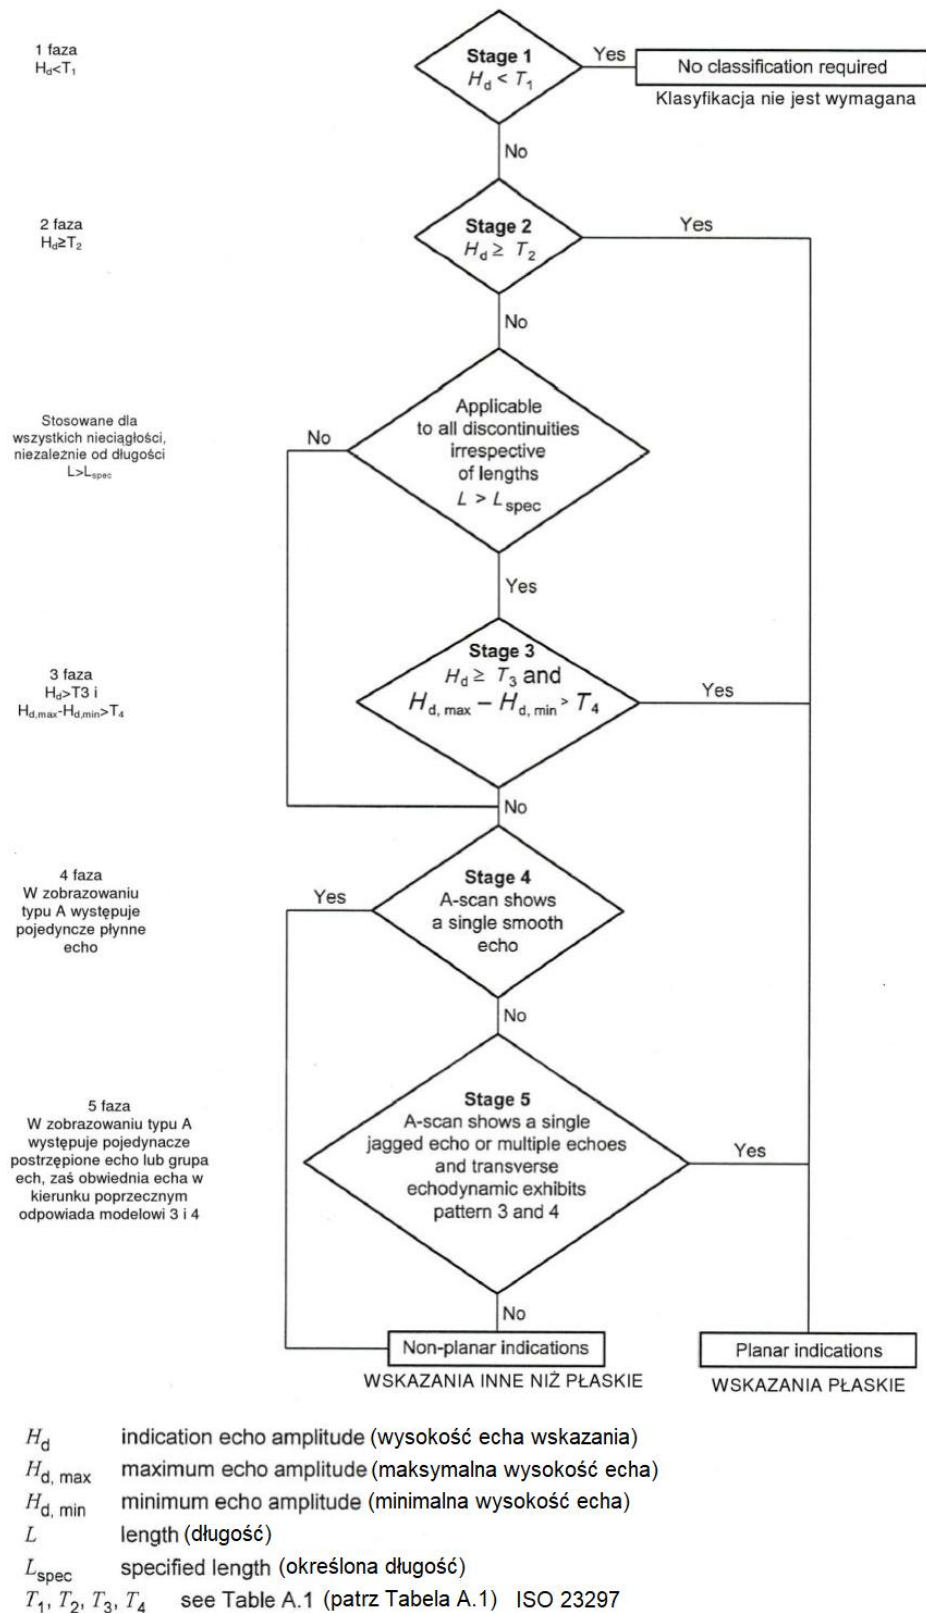 1 faza
Hd<T1
Stage 1
Hd < T1
Yes
No classification required
Klasyfikacja nie jest wymagana
No
2 faza
Hd≥T2
Stage 2
Hd ≥ T2
Yes
No
Stosowane dla
wszystkich nieciągłości,
niezależnie od długości
L>Lspec
No
Applicable
to all discontinuities
irrespective
of lengths
L > Lspec
Yes
3 faza
Hd>T3 i
Hd,max-Hd,min>T4
Stage 3
Hd ≥ T3 and
Hd, max – Hd, min > T4
Yes
No
4 faza
W zobrazowaniu
typu A występuje
pojedyncze płynne
echo
Yes
Stage 4
A-scan shows
a single smooth
echo
No
5 faza
W zobrazowaniu typu A
występuje pojedynacze
postrzępione echo lub grupa
ech, zaś obwiednia echa w
kierunku poprzecznym
odpowiada modelowi 3 i 4
Stage 5
A-scan shows a single
jagged echo or multiple echoes
and transverse
echodynamic exhibits
pattern 3 and 4
Yes
No
Non-planar indications
WSKAZANIA INNE NIŻ PŁASKIE
Planar indications
WSKAZANIA PŁASKIE
Hd indication echo amplitude (wysokość echa wskazania)
Hd, max maximum echo amplitude (maksymalna wysokość echa)
Hd, min minimum echo amplitude (minimalna wysokość echa)
L length (długość)
Lspec specified length (określona długość)
T1, T2, T3, T4 see Table A.1 (patrz Tabela A.1) ISO 23297